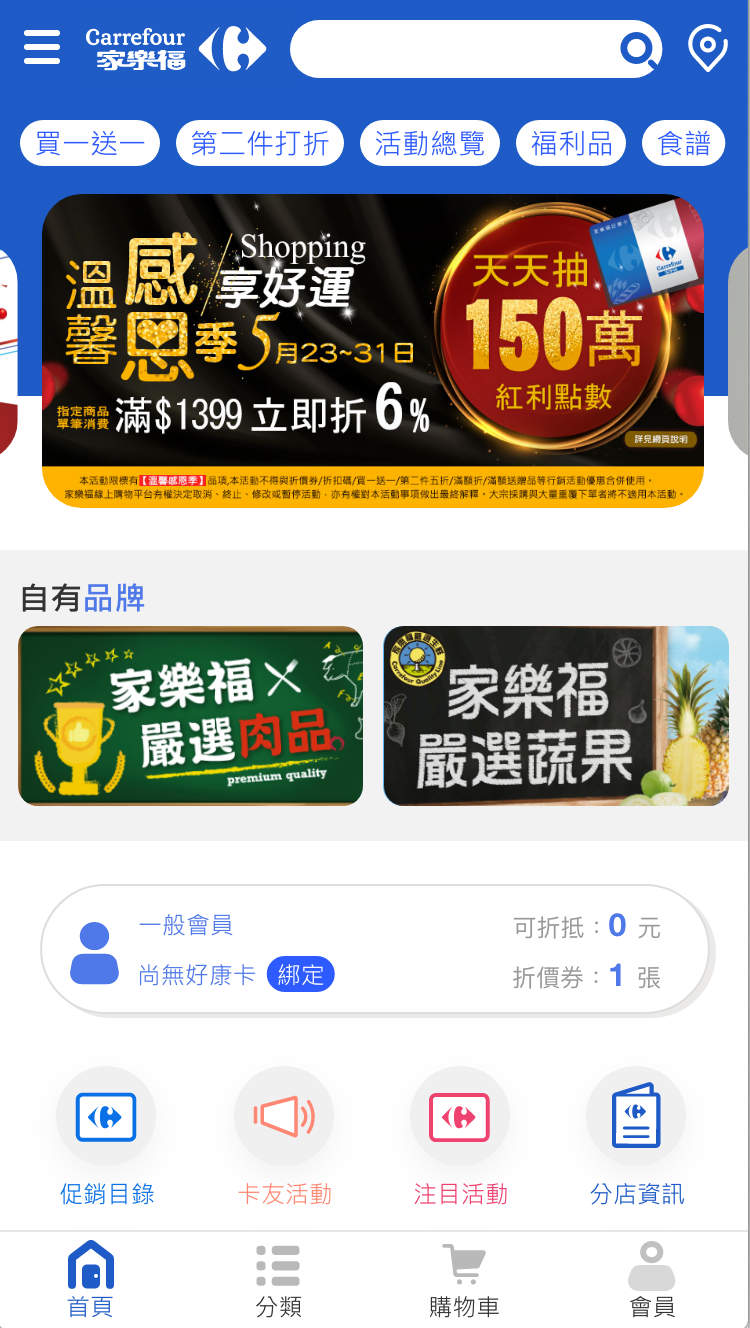 Carrefour
家樂福
買一送一 第二件打折 活動總覽 福利品 食譜
溫馨感恩季
Shopping
享好運
5月23~31日
指定商品
單筆消費
滿$1399 立即折6%
天天抽
150萬
紅利點數
詳見網頁說明
本活動限標有【溫馨感恩季】品項,本活動不得與折價券/折扣碼/買一送一/第二件五折/滿額折/滿額送贈品等行銷活動優惠合併使用。
家樂福線上購物平台有權決定取消、終止、修改或暫停活動，亦有權對本活動事項做出最終解釋。大宗採購與大量重覆下單者將不適用本活動。
自有品牌
家樂福
嚴選肉品
premium quality
Carrefour Quality Line
家樂福
嚴選蔬果
一般會員
可折抵：0 元
尚無好康卡 綁定
折價券：1 張
促銷目錄 卡友活動 注目活動 分店資訊
首頁 分類 購物車 會員